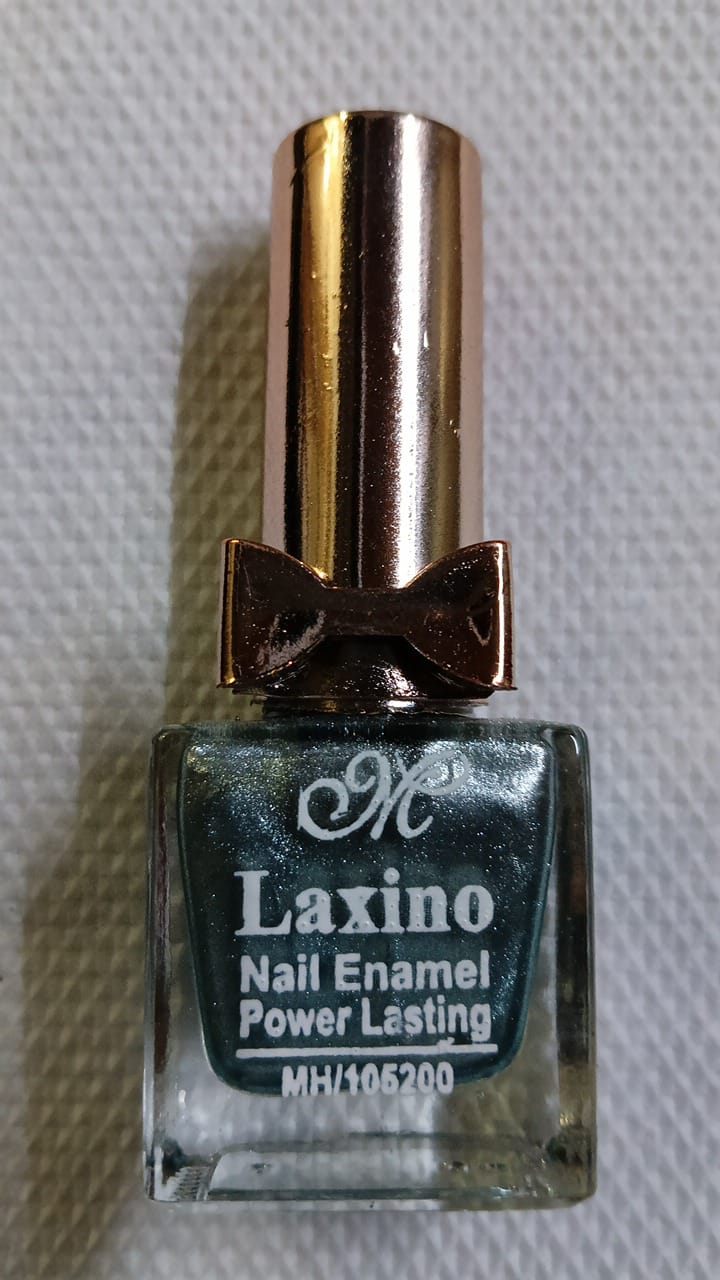 M
Laxino
Nail Enamel
Power Lasting
MH/105200